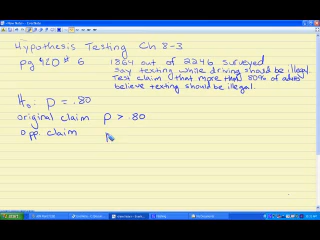 Hypothesis Testing Ch 8-3
pg 420 # 6 1864 out of 2246 surveyed
say texting while driving should be illegal.
Test claim that more than 80% of adults
believe texting should be illegal.
H₀: p = .80
original claim p > .80
opp. claim